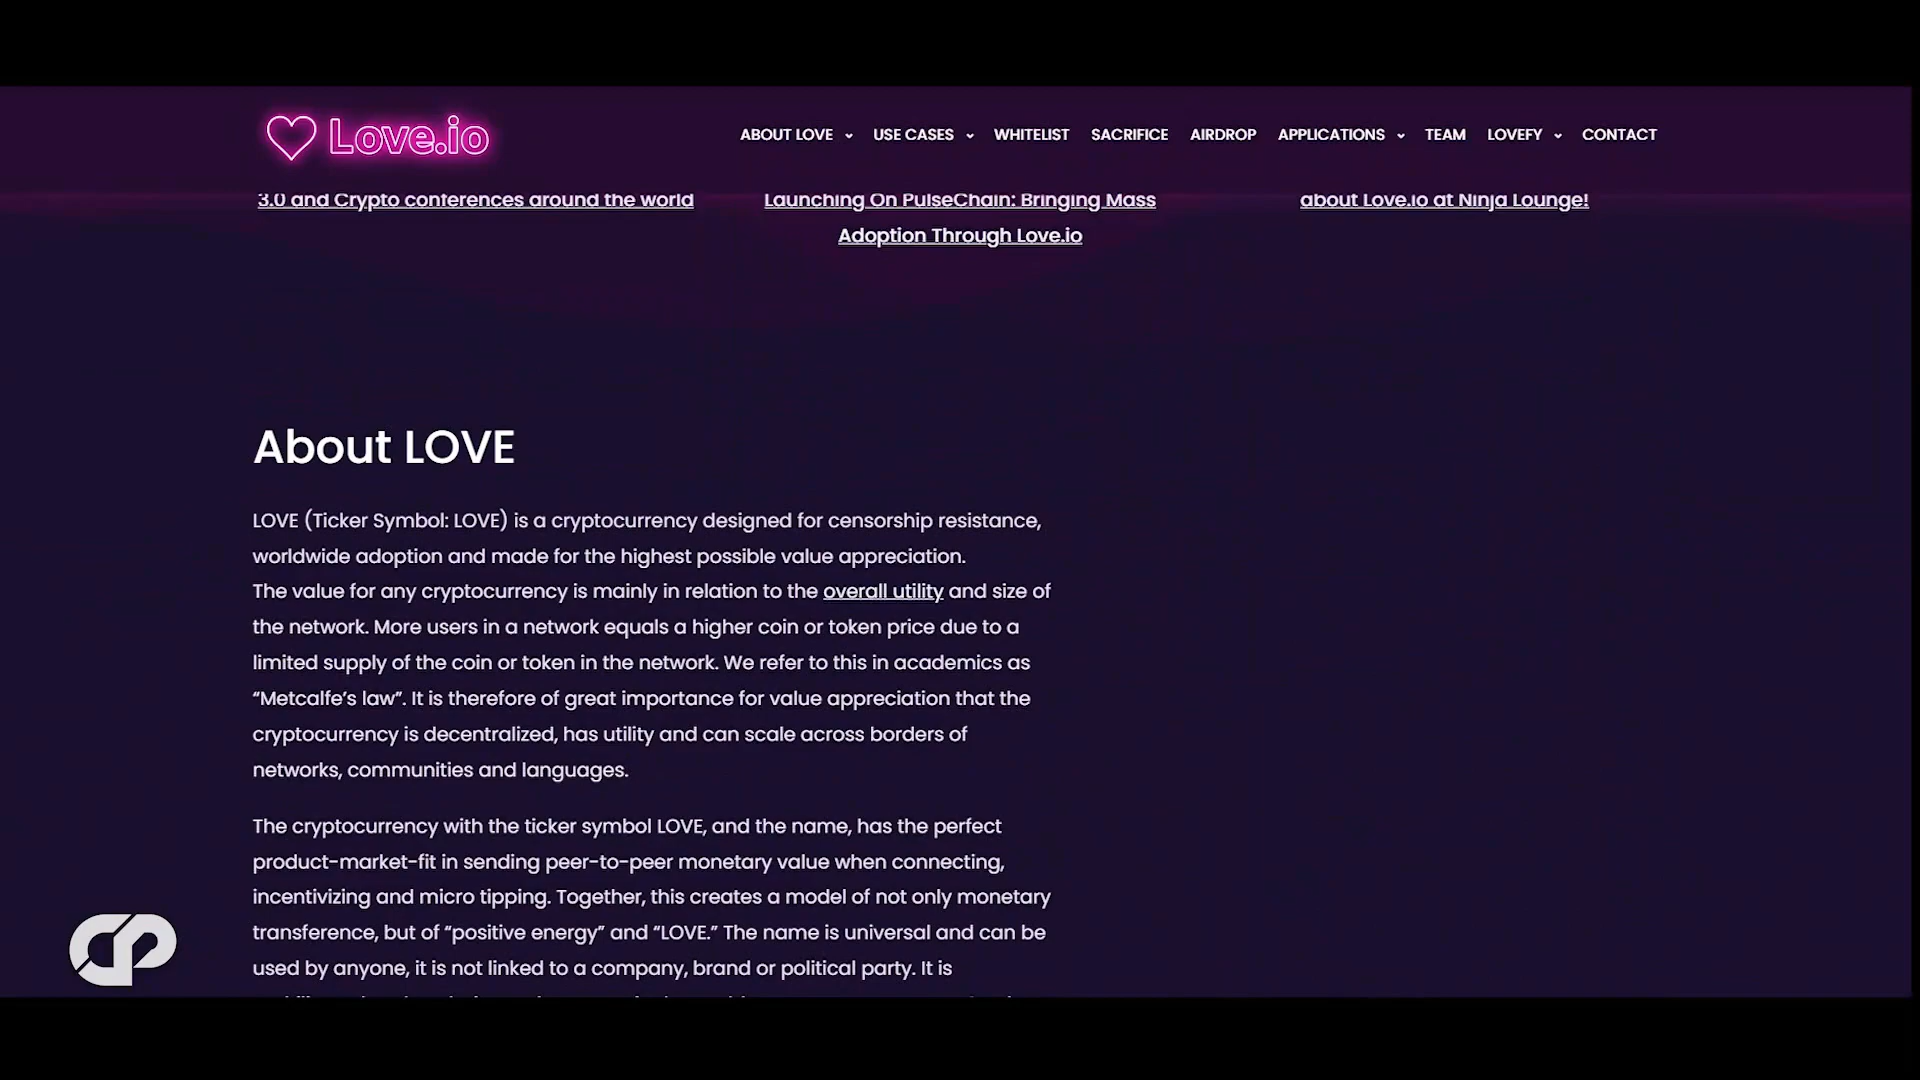 Love.io
ABOUT LOVE USE CASES WHITELIST SACRIFICE AIRDROP APPLICATIONS TEAM LOVEFY CONTACT
3.0 and Crypto conferences around the world
Launching On PulseChain: Bringing Mass
Adoption Through Love.io
about Love.io at Ninja Lounge!
About LOVE
LOVE (Ticker Symbol: LOVE) is a cryptocurrency designed for censorship resistance,
worldwide adoption and made for the highest possible value appreciation.
The value for any cryptocurrency is mainly in relation to the overall utility and size of
the network. More users in a network equals a higher coin or token price due to a
limited supply of the coin or token in the network. We refer to this in academics as
“Metcalfe’s law”. It is therefore of great importance for value appreciation that the
cryptocurrency is decentralized, has utility and can scale across borders of
networks, communities and languages.
The cryptocurrency with the ticker symbol LOVE, and the name, has the perfect
product-market-fit in sending peer-to-peer monetary value when connecting,
incentivizing and micro tipping. Together, this creates a model of not only monetary
transference, but of “positive energy” and “LOVE.” The name is universal and can be
used by anyone, it is not linked to a company, brand or political party. It is